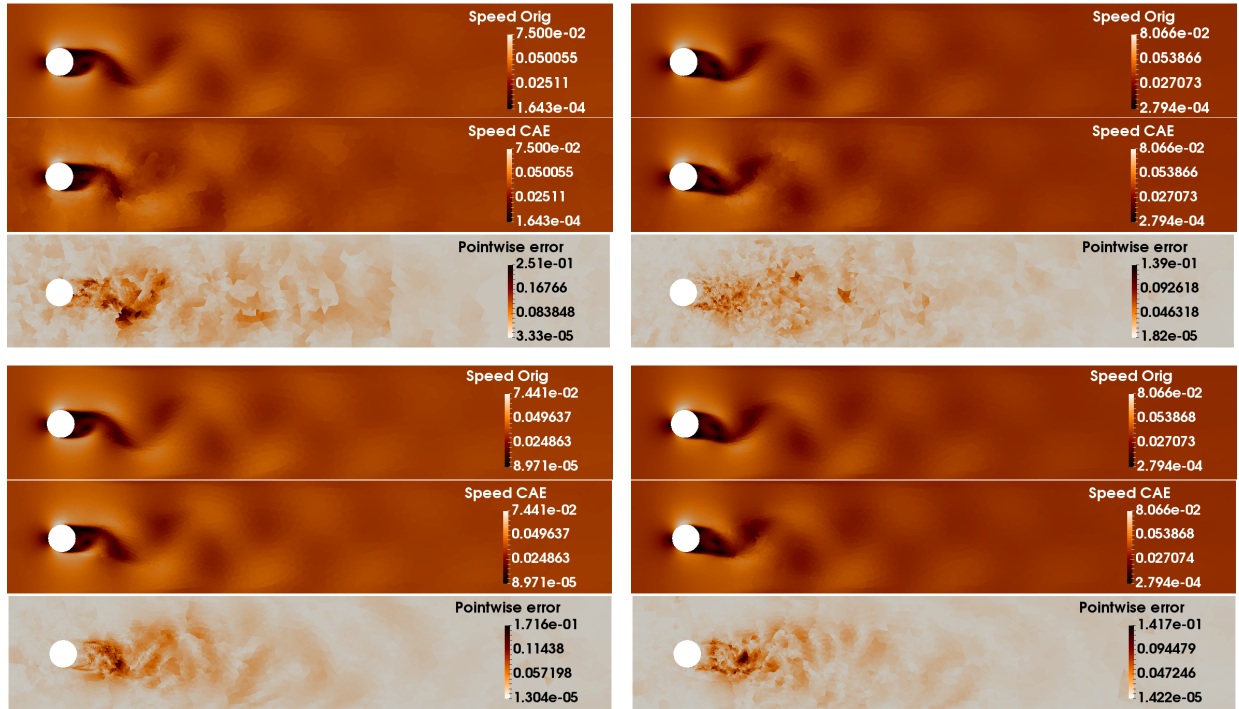 Speed Orig
7.500e-02
0.050055
0.02511
1.643e-04
Speed CAE
7.500e-02
0.050055
0.02511
1.643e-04
Pointwise error
2.51e-01
0.16766
0.083848
3.33e-05
Speed Orig
8.066e-02
0.053866
0.027073
2.794e-04
Speed CAE
8.066e-02
0.053866
0.027073
2.794e-04
Pointwise error
1.39e-01
0.092618
0.046318
1.82e-05
Speed Orig
7.441e-02
0.049637
0.024863
8.971e-05
Speed CAE
7.441e-02
0.049637
0.024863
8.971e-05
Pointwise error
1.716e-01
0.11438
0.057198
1.304e-05
Speed Orig
8.066e-02
0.053868
0.027073
2.794e-04
Speed CAE
8.066e-02
0.053868
0.027074
2.794e-04
Pointwise error
1.417e-01
0.094479
0.047246
1.422e-05